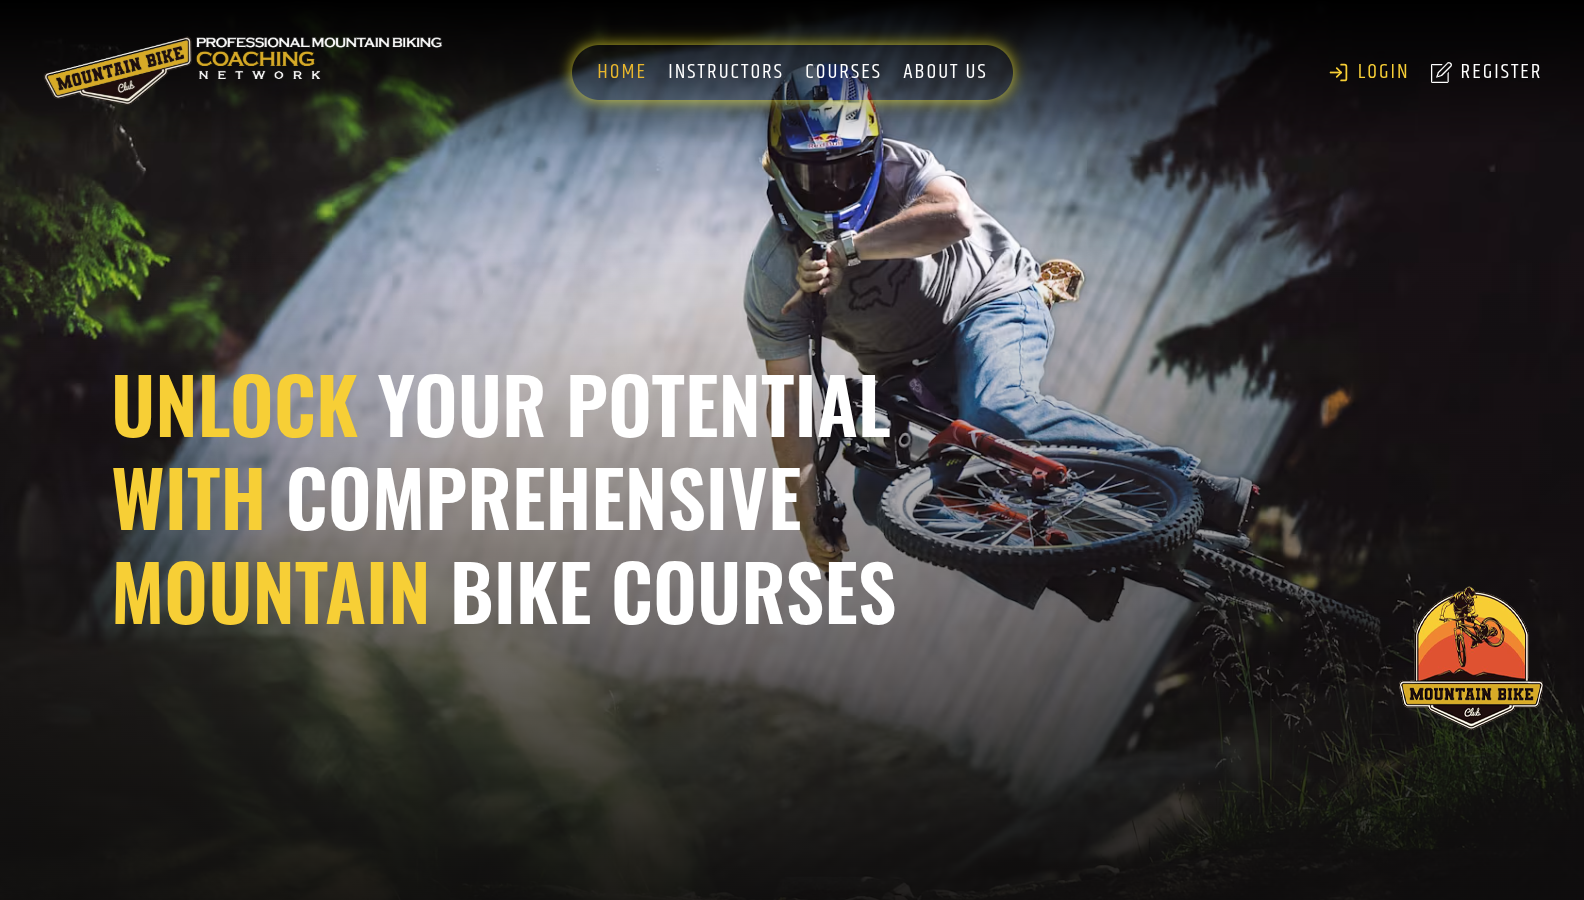 MOUNTAIN BIKE
Club
PROFESSIONAL MOUNTAIN BIKING
COACHING
NETWORK
HOME INSTRUCTORS COURSES ABOUT US
LOGIN REGISTER
UNLOCK YOUR POTENTIAL
WITH COMPREHENSIVE
MOUNTAIN BIKE COURSES
MOUNTAIN BIKE
Club